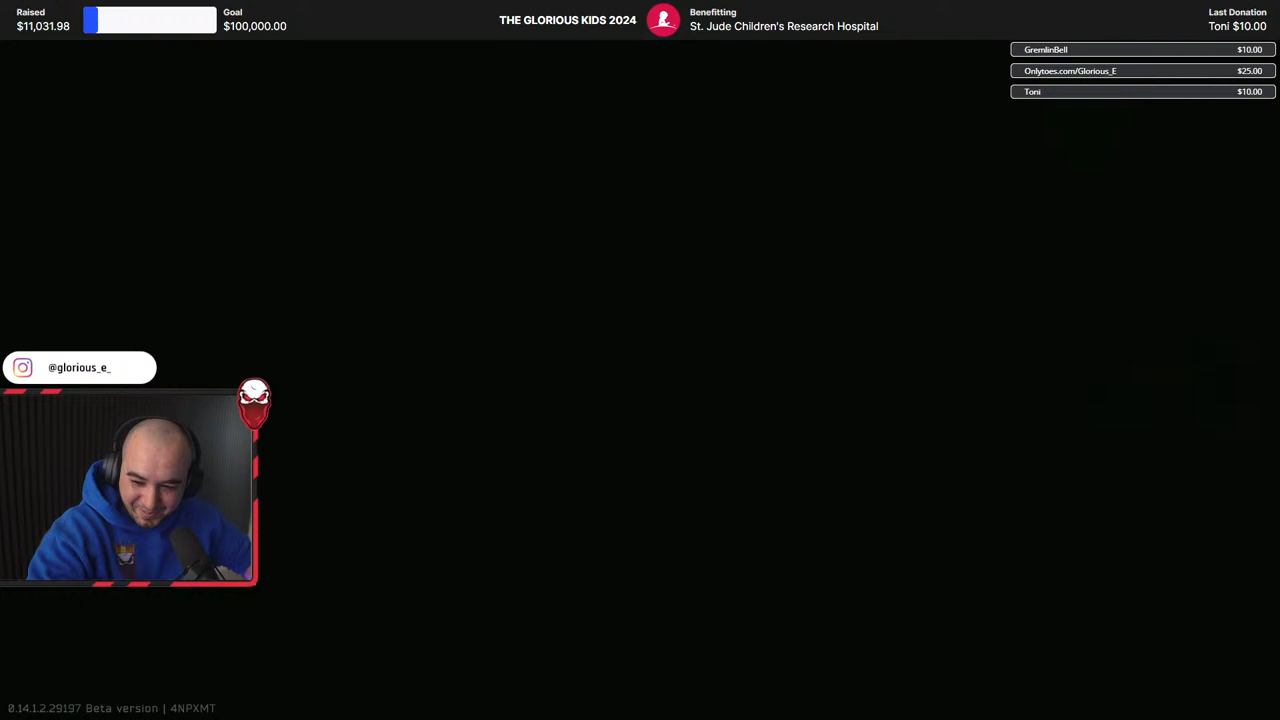 Raised
$11,031.98
Goal
$100,000.00
THE GLORIOUS KIDS 2024
Benefitting
St. Jude Children's Research Hospital
Last Donation
Toni $10.00
GremlinBell $10.00
Onlytoes.com/Glorious_E $25.00
Toni $10.00
@glorious_e_
0.14.1.2.29197 Beta version | 4NPXMT